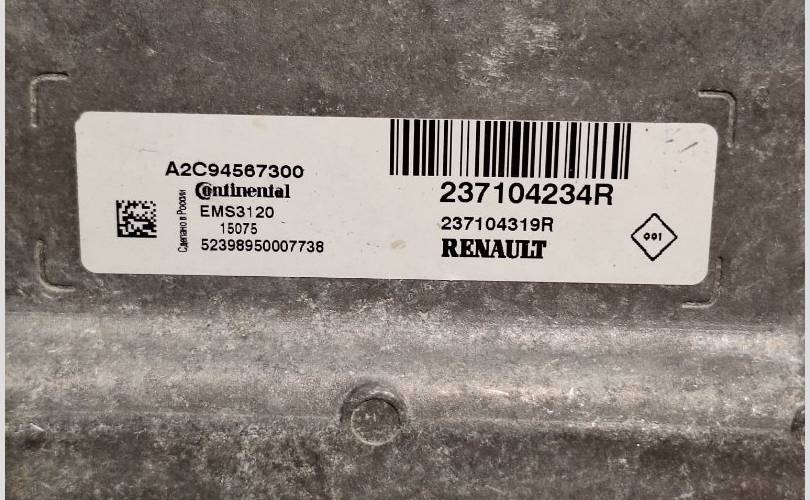 A2C94567300
Continental
EMS3120
15075
52398950007738
Сделано в России
237104234R
237104319R
RENAULT
001